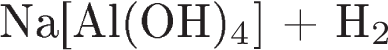 Na[Al(OH)₄] + H₂